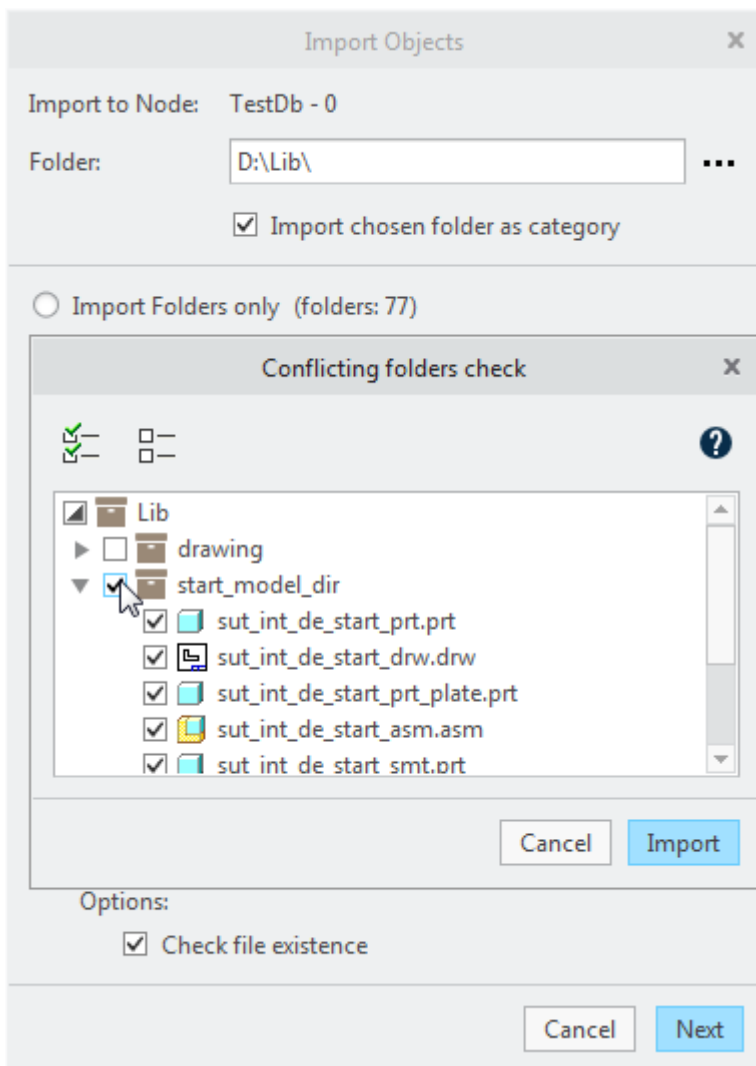 Import Objects
Import to Node: TestDb - 0
Folder: D:\Lib\
Import chosen folder as category
Import Folders only (folders: 77)
Conflicting folders check
Lib
drawing
start_model_dir
sut_int_de_start_prt.prt
sut_int_de_start_drw.drw
sut_int_de_start_prt_plate.prt
sut_int_de_start_asm.asm
sut_int_de_start_smt.prt
Cancel Import
Options:
Check file existence
Cancel Next